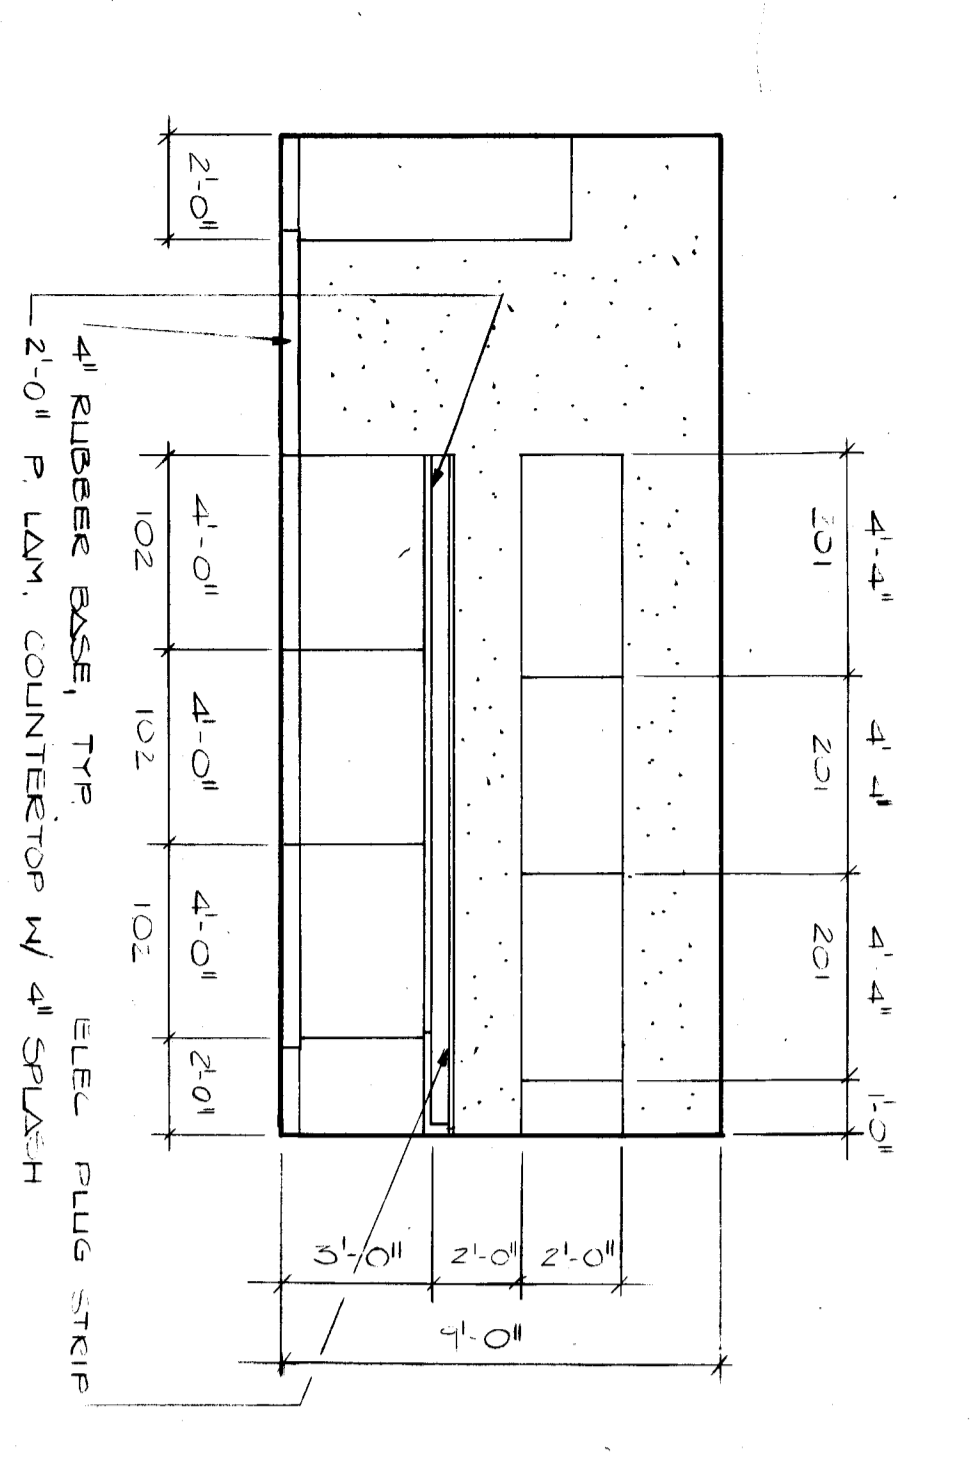 4'-4" 4' 4" 4' 4" 1'-0"
201 201 201
2'-0" 4'-0" 4'-0" 4'-0" 2'-0"
102 102 102
3'-0" 2'-0" 2'-0"
9'-0"
4" RUBBER BASE, TYP. ELEC PLUG STRIP
2'-0" P. LAM. COUNTERTOP W/ 4" SPLASH